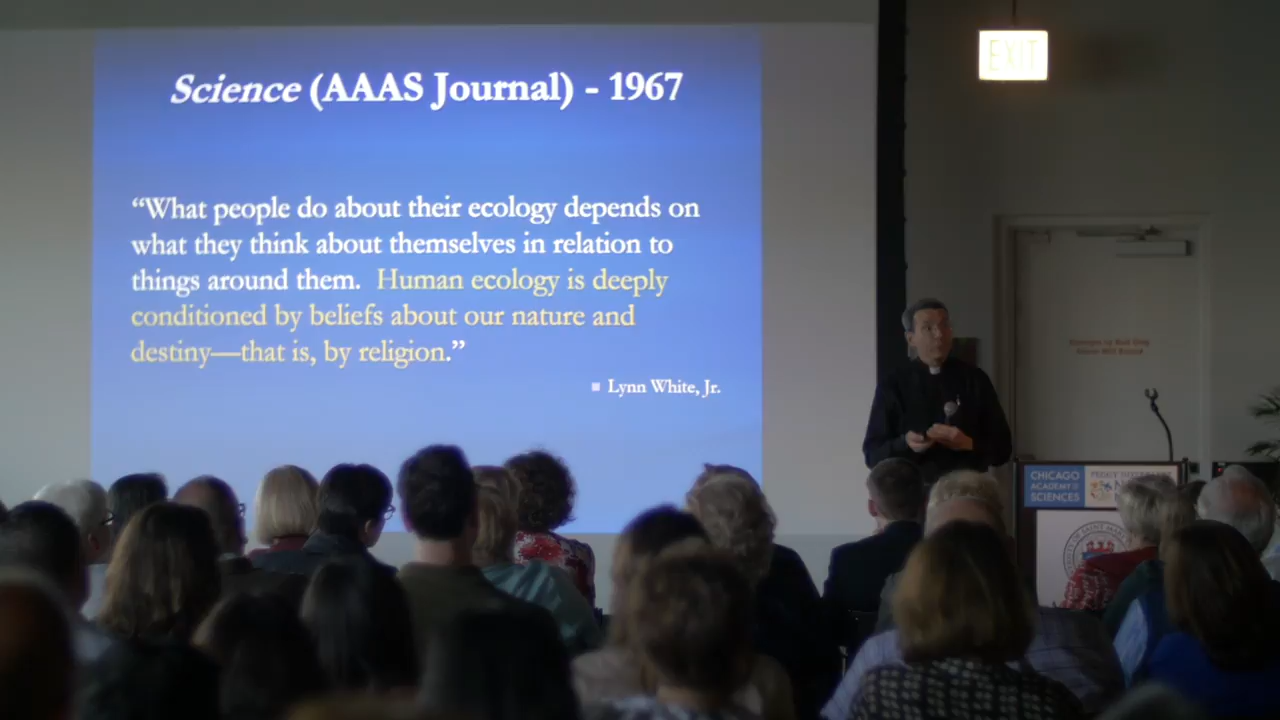 Science (AAAS Journal) - 1967
“What people do about their ecology depends on
what they think about themselves in relation to
things around them. Human ecology is deeply
conditioned by beliefs about our nature and
destiny—that is, by religion.”
Lynn White, Jr.
EXIT
CHICAGO
ACADEMY of
SCIENCES
PEGGY